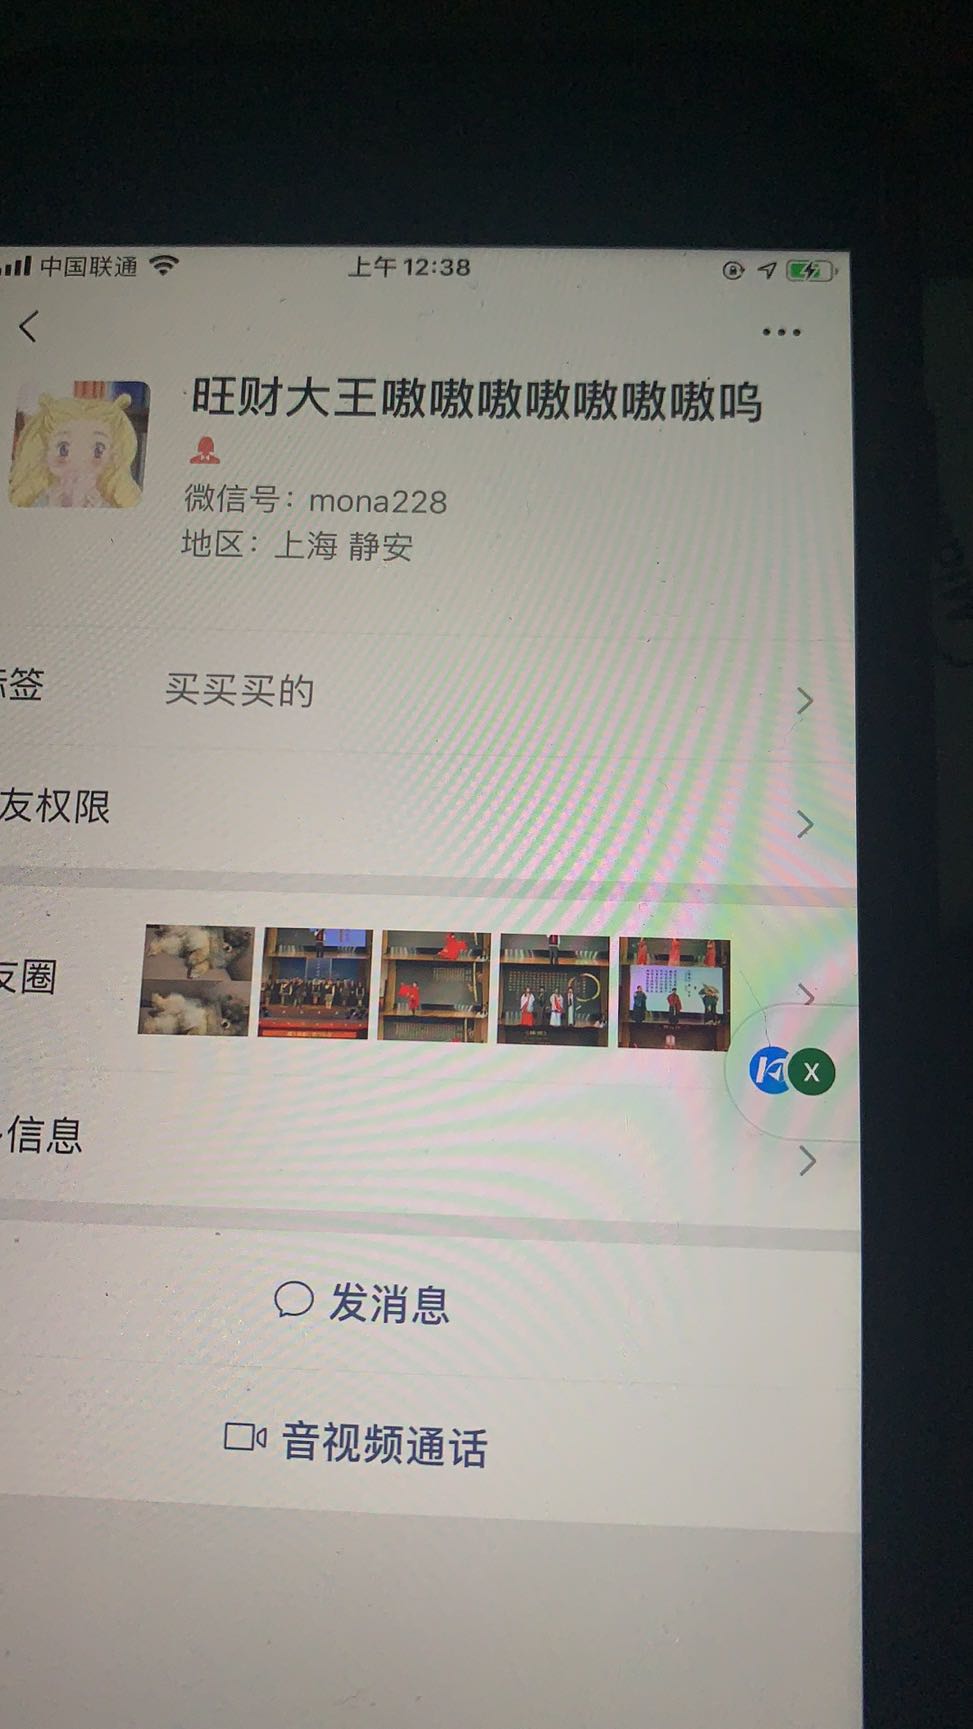 中国联通
上午12:38
旺财大王嗷嗷嗷嗷嗷嗷嗷呜
微信号：mona228
地区：上海 静安
签 买买买的
友权限
友圈
信息
X
发消息
音视频通话